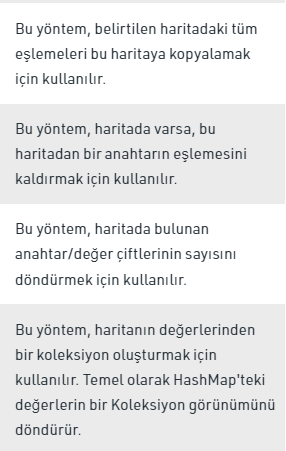 Bu yöntem, belirtilen haritadaki tüm
eşlemeleri bu haritaya kopyalamak
için kullanılır.
Bu yöntem, haritada varsa, bu
haritadan bir anahtarın eşlemesini
kaldırmak için kullanılır.
Bu yöntem, haritada bulunan
anahtar/değer çiftlerinin sayısını
döndürmek için kullanılır.
Bu yöntem, haritanın değerlerinden
bir koleksiyon oluşturmak için
kullanılır. Temel olarak HashMap'teki
değerlerin bir Koleksiyon görünümünü
döndürür.